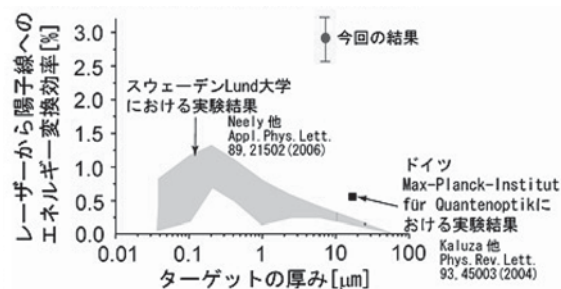 レーザーから陽子線への
エネルギー変換効率[%]
3.0
2.5
2.0
1.5
1.0
0.5
0.0
今回の結果
スウェーデンLund大学
における実験結果
Neely 他
Appl.Phys.Lett.
89,21502(2006)
ドイツ
Max-Planck-Institut
für Quantenoptikに
おける実験結果
Kaluza 他
Phys.Rev.Lett.
93,45003(2004)
0.01
0.1
1
10
100
ターゲットの厚み[μm]